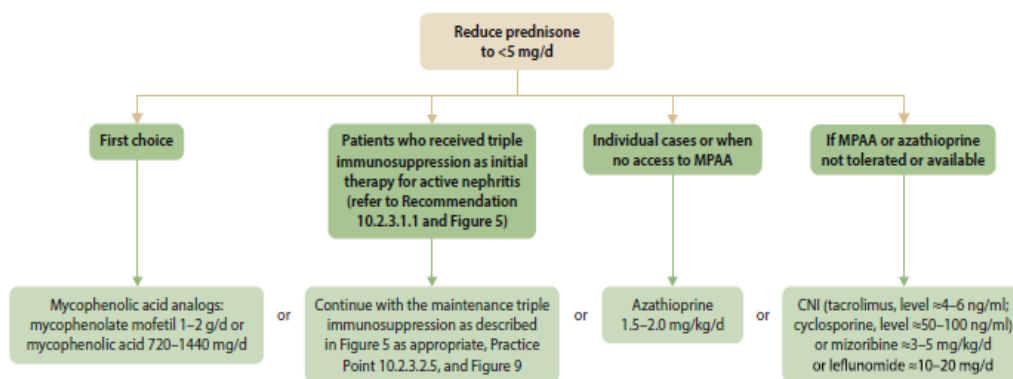 Reduce prednisone
to <5 mg/d
First choice
Patients who received triple
immunosuppression as initial
therapy for active nephritis
(refer to Recommendation
10.2.3.1.1 and Figure 5)
Individual cases or when
no access to MPAA
If MPAA or azathioprine
not tolerated or available
Mycophenolic acid analogs:
mycophenolate mofetil 1–2 g/d or
mycophenolic acid 720–1440 mg/d
or
Continue with the maintenance triple
immunosuppression as described
in Figure 5 as appropriate, Practice
Point 10.2.3.2.5, and Figure 9
or
Azathioprine
1.5–2.0 mg/kg/d
or
CNI (tacrolimus, level ≈4–6 ng/ml;
cyclosporine, level ≈50–100 ng/ml)
or mizoribine ≈3–5 mg/kg/d
or leflunomide ≈10–20 mg/d